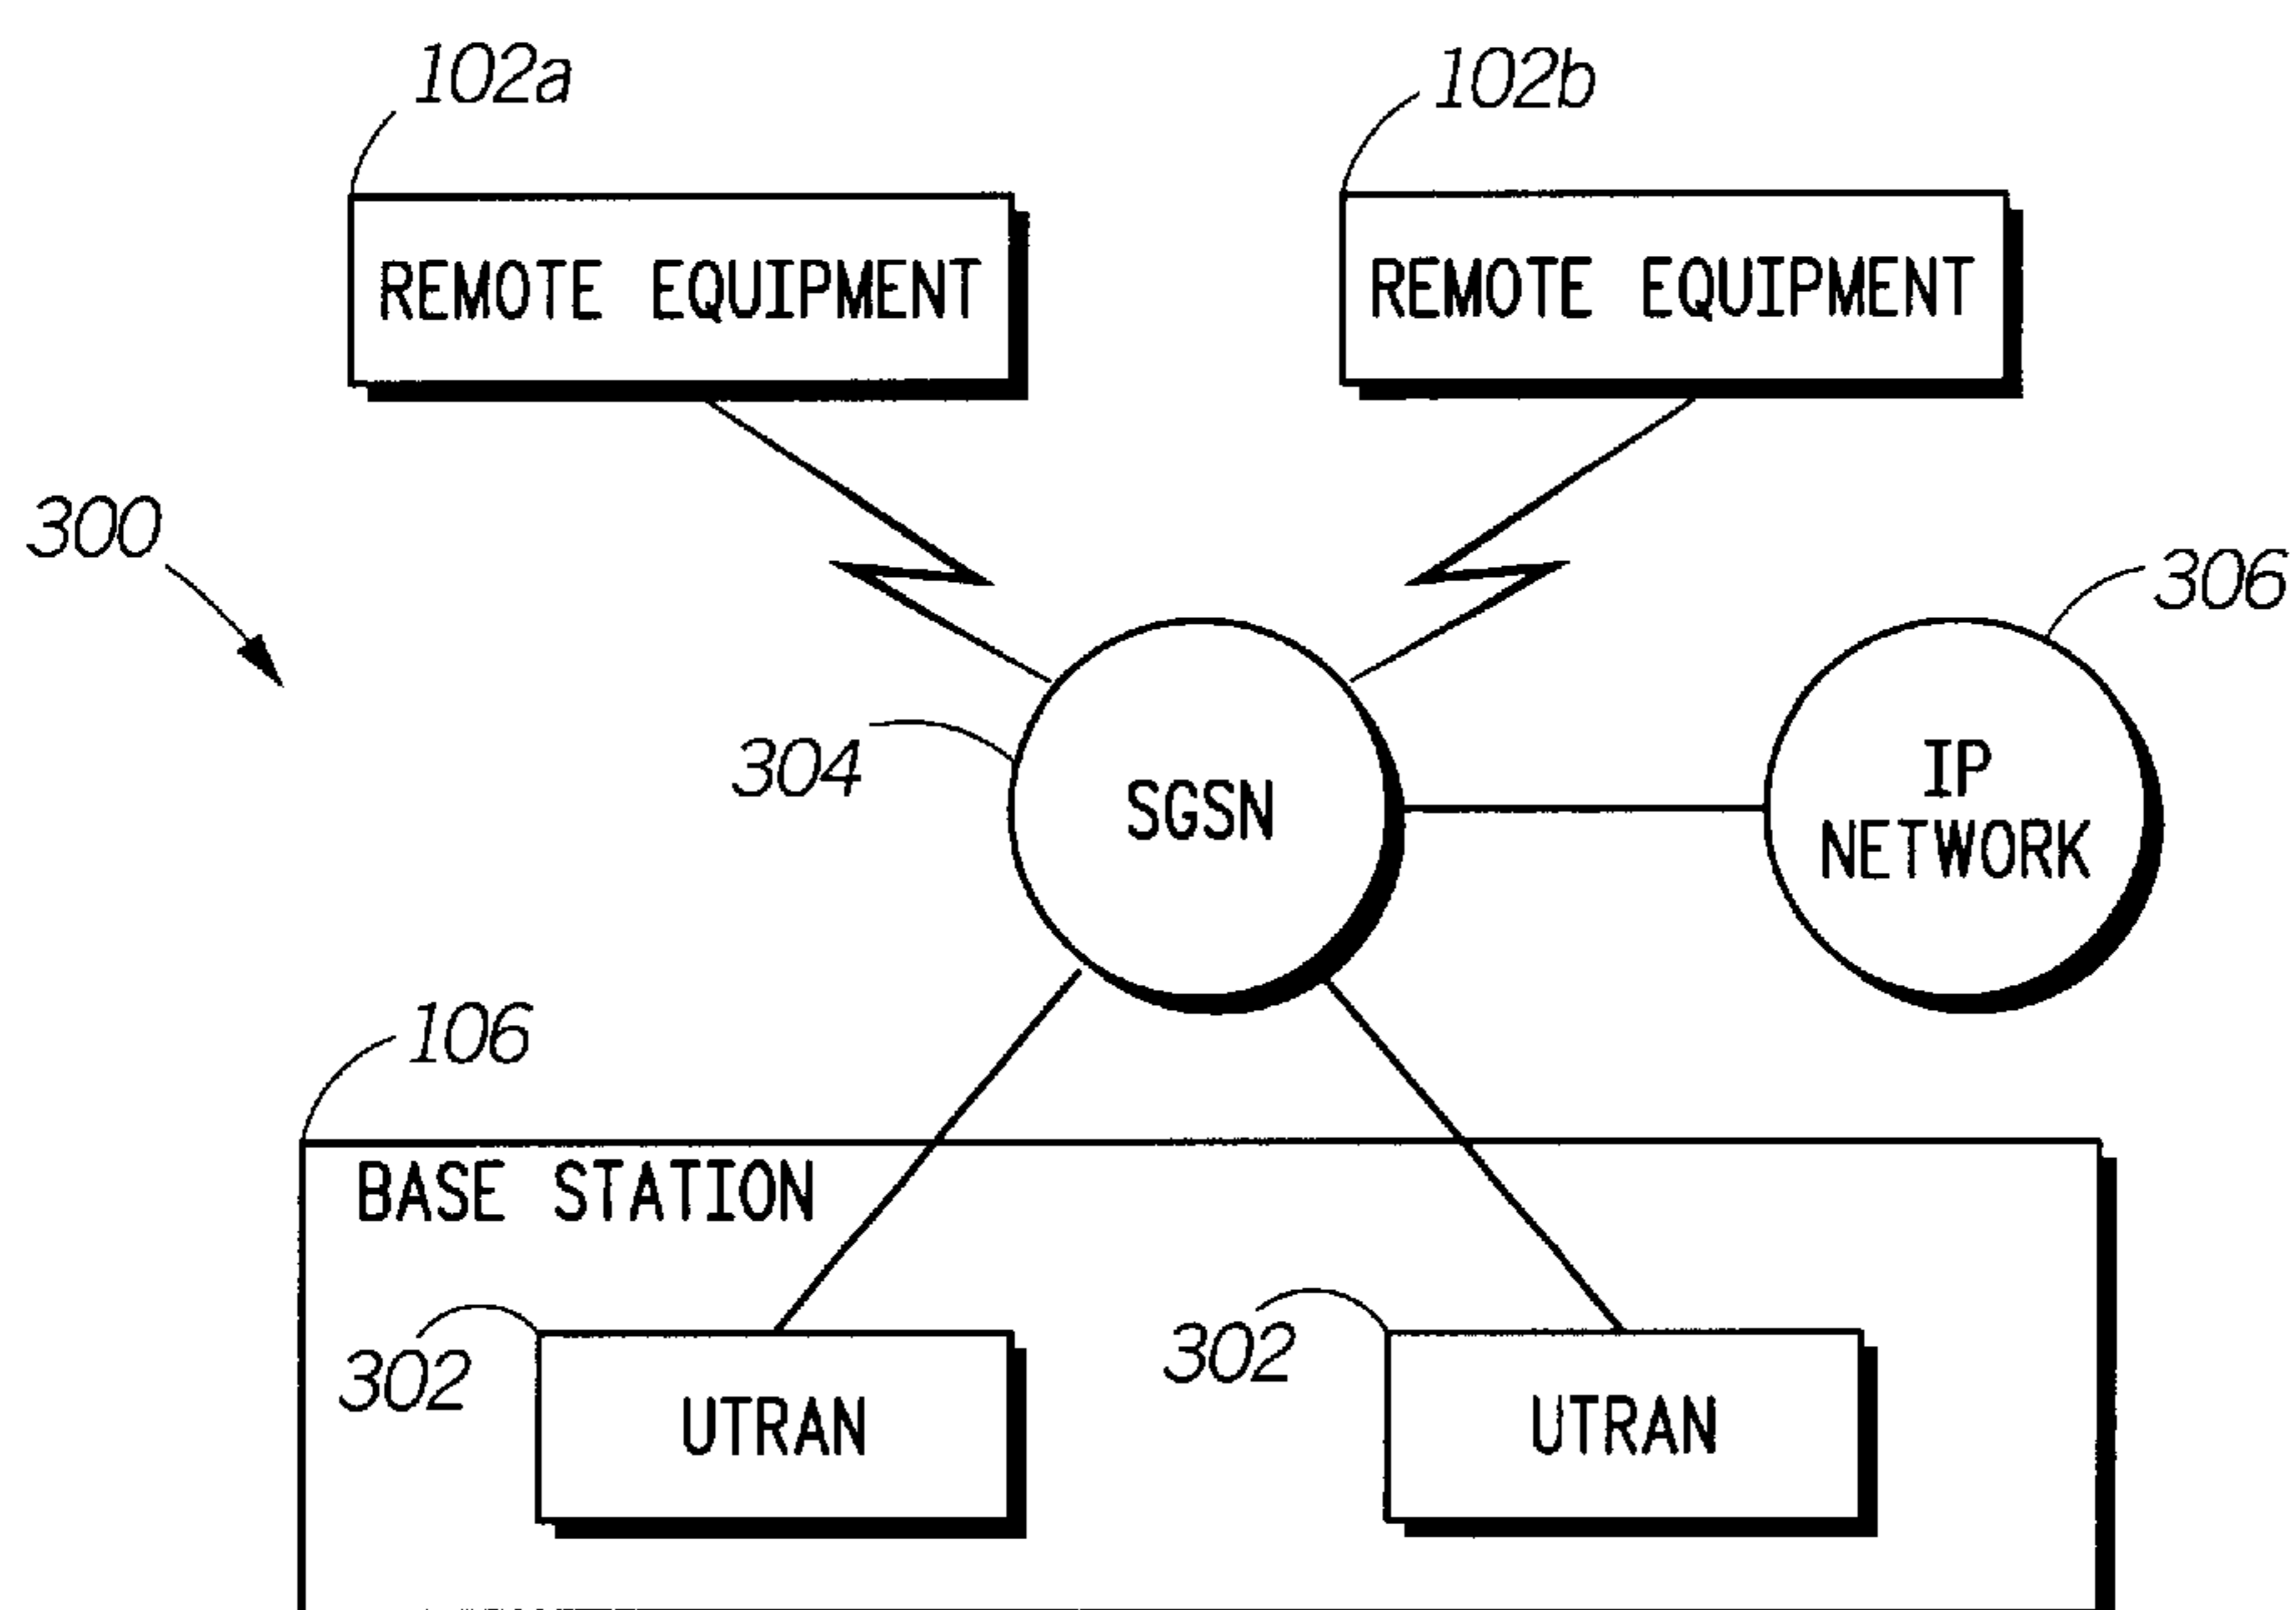 102a
102b
REMOTE EQUIPMENT
REMOTE EQUIPMENT
300
306
304
SGSN
IP
NETWORK
106
BASE STATION
302
302
UTRAN
UTRAN